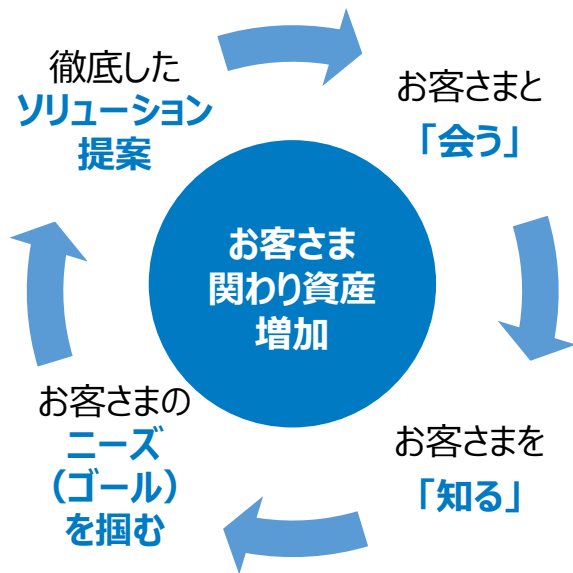 徹底した
ソリューション
提案
お客さまと
「会う」
お客さま
関わり資産
増加
お客さまの
ニーズ
（ゴール）
を掴む
お客さまを
「知る」